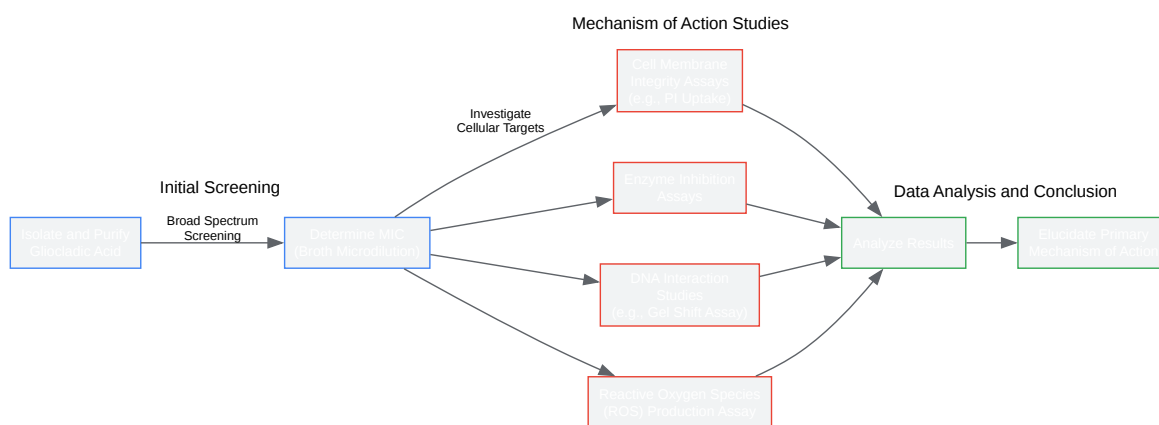 Mechanism of Action Studies
Cell Membrane
Integrity Assays
(e.g., PI Uptake)
Investigate
Cellular Targets
Initial Screening
Broad Spectrum
Screening
Isolate and Purify
Gliocladic Acid
Determine MIC
(Broth Microdilution)
Enzyme Inhibition
Assays
DNA Interaction
Studies
(e.g., Gel Shift Assay)
Reactive Oxygen Species
(ROS) Production Assay
Data Analysis and Conclusion
Analyze Results
Elucidate Primary
Mechanism of Action